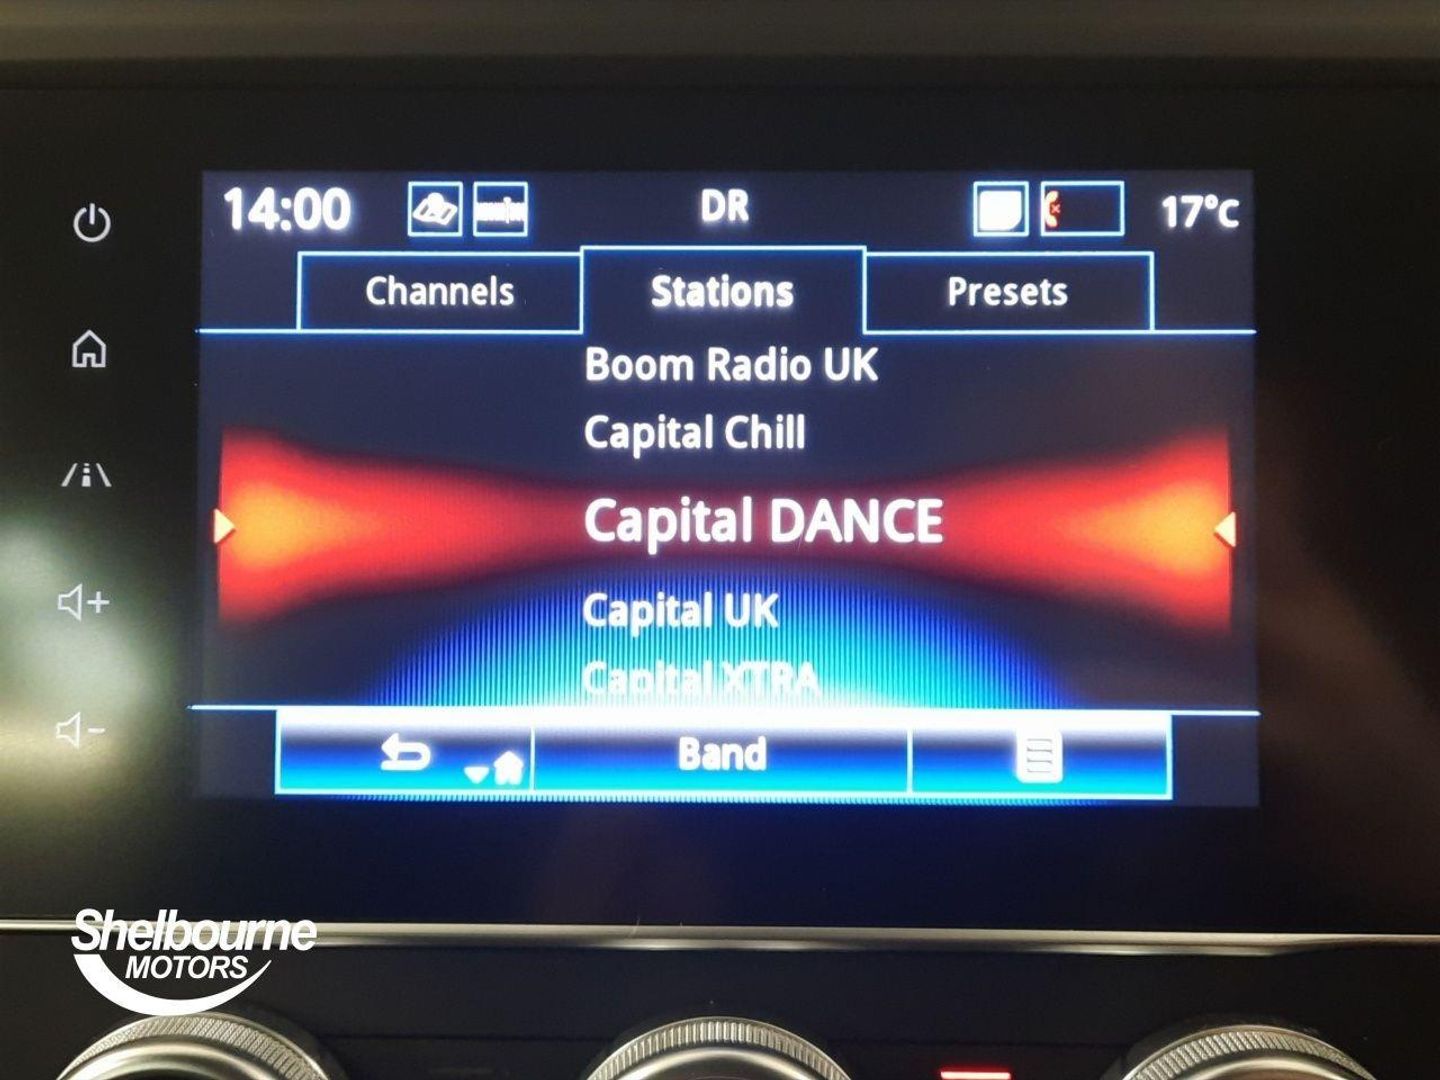 14:00 DR 17°C
Channels Stations Presets
Boom Radio UK
Capital Chill
Capital DANCE
Capital UK
Capital XTRA
Band
Shelbourne
MOTORS